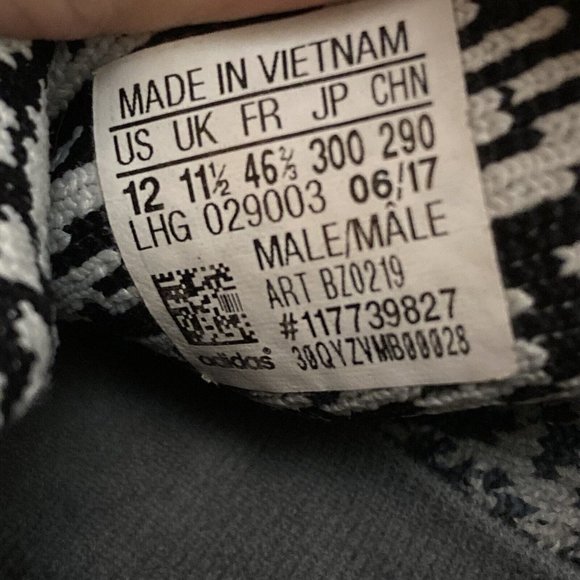 MADE IN VIETNAM
US UK FR JP CHN
12 11½ 46⅔ 300 290
LHG 029003 06/17
MALE/MÂLE
ART BZ0219
#117739827
adidas® 30QYZVMB00028